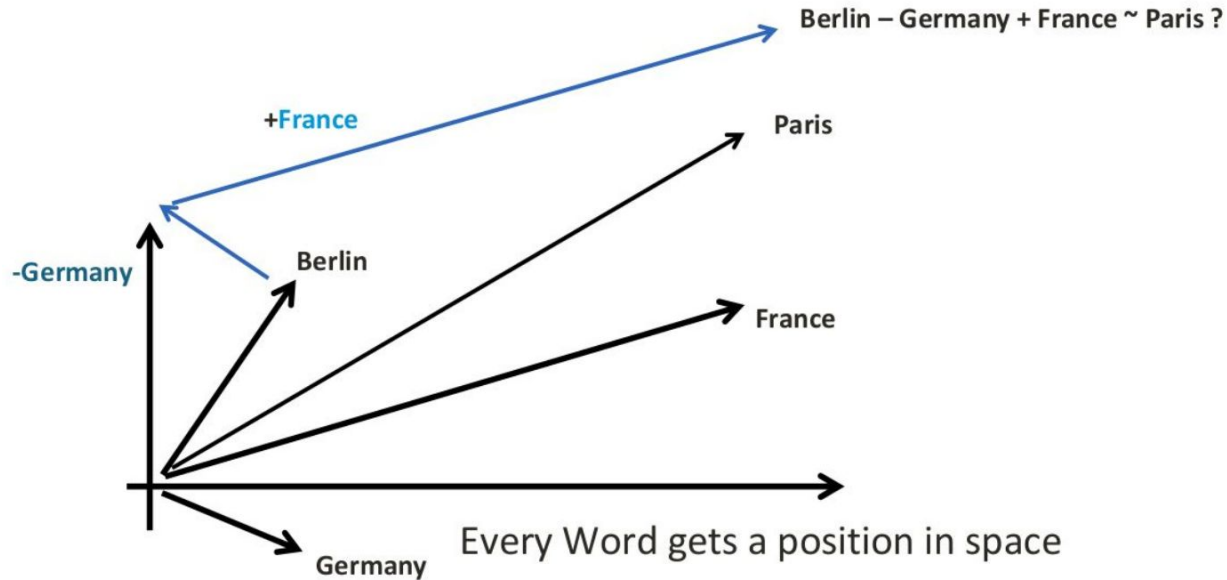 Berlin – Germany + France ~ Paris ?
+France
Paris
-Germany
Berlin
France
Every Word gets a position in space
Germany